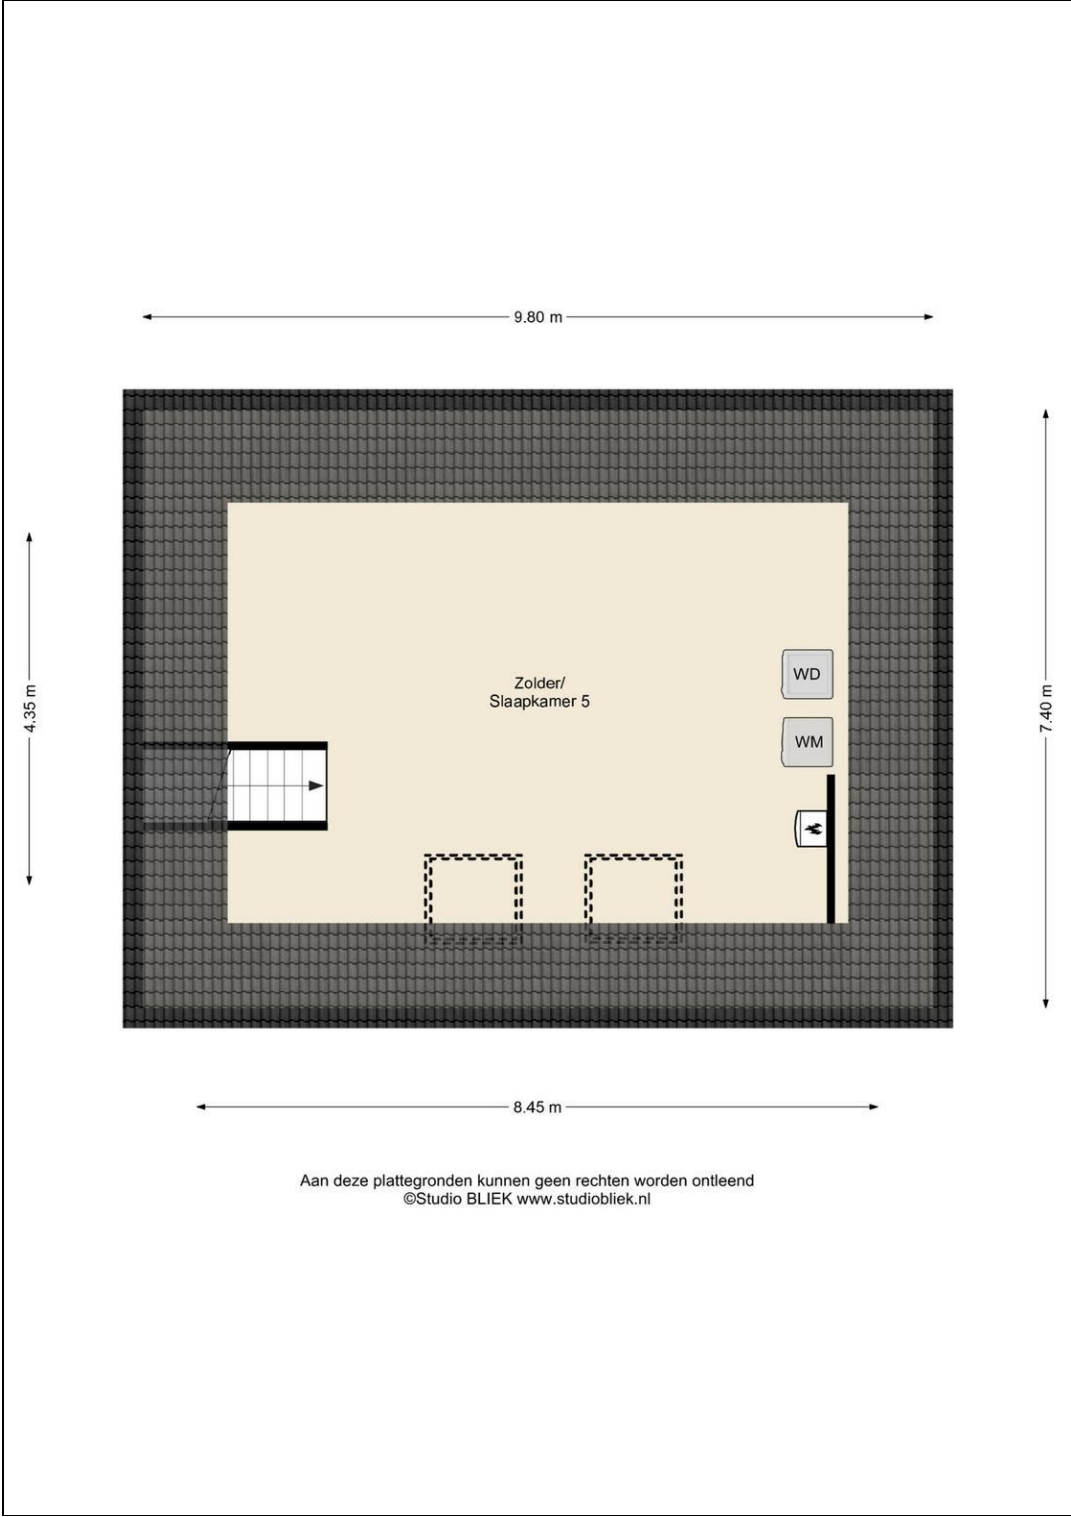 9.80 m
4.35 m
7.40 m
Zolder/
Slaapkamer 5
WD
WM
8.45 m
Aan deze plattegronden kunnen geen rechten worden ontleend
©Studio BLIEK www.studiobliek.nl